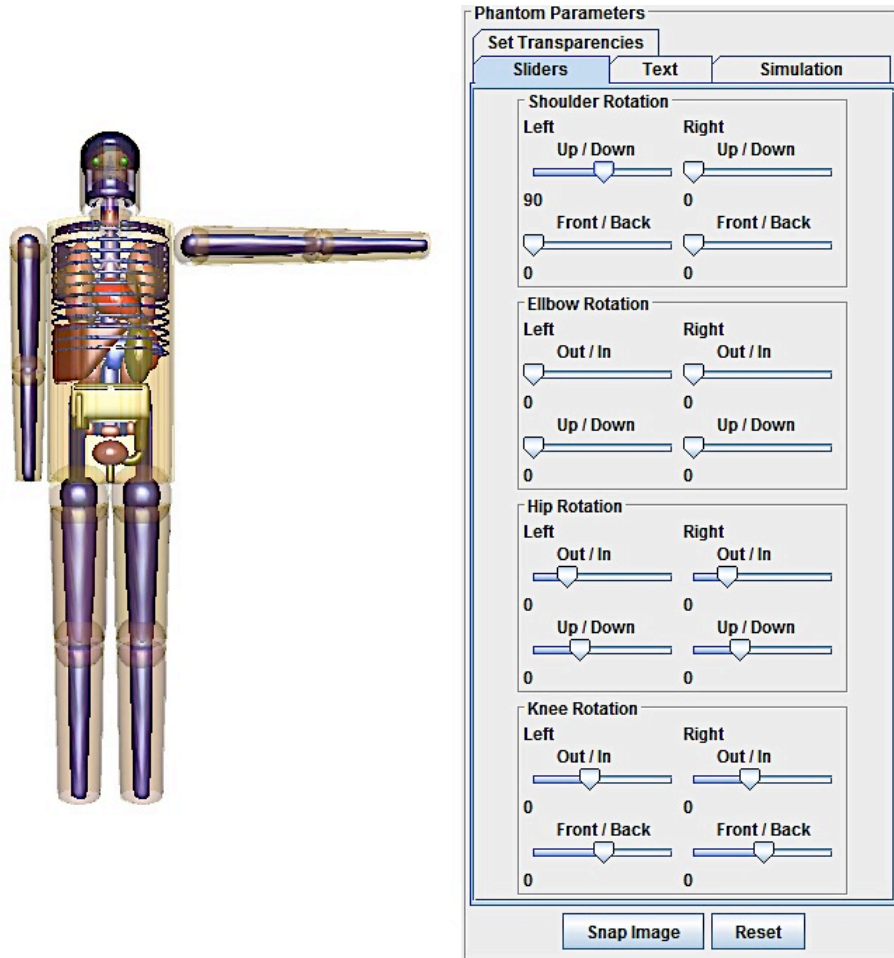 Phantom Parameters
Set Transparencies
Sliders Text Simulation
Shoulder Rotation
Left Right
Up / Down Up / Down
90 0
Front / Back Front / Back
0 0
Ellbow Rotation
Left Right
Out / In Out / In
0 0
Up / Down Up / Down
0 0
Hip Rotation
Left Right
Out / In Out / In
0 0
Up / Down Up / Down
0 0
Knee Rotation
Left Right
Out / In Out / In
0 0
Front / Back Front / Back
0 0
Snap Image Reset